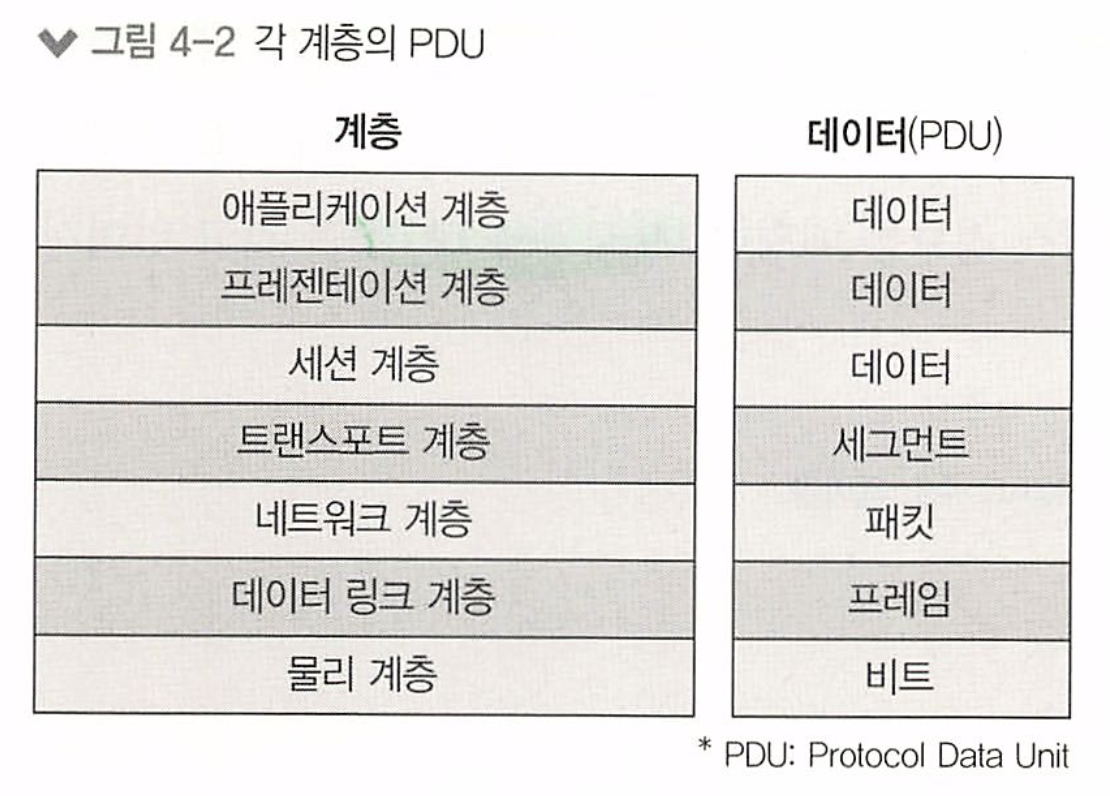 그림 4-2 각 계층의 PDU
계층 데이터(PDU)
애플리케이션 계층 데이터
프레젠테이션 계층 데이터
세션 계층 데이터
트랜스포트 계층 세그먼트
네트워크 계층 패킷
데이터 링크 계층 프레임
물리 계층 비트
* PDU: Protocol Data Unit